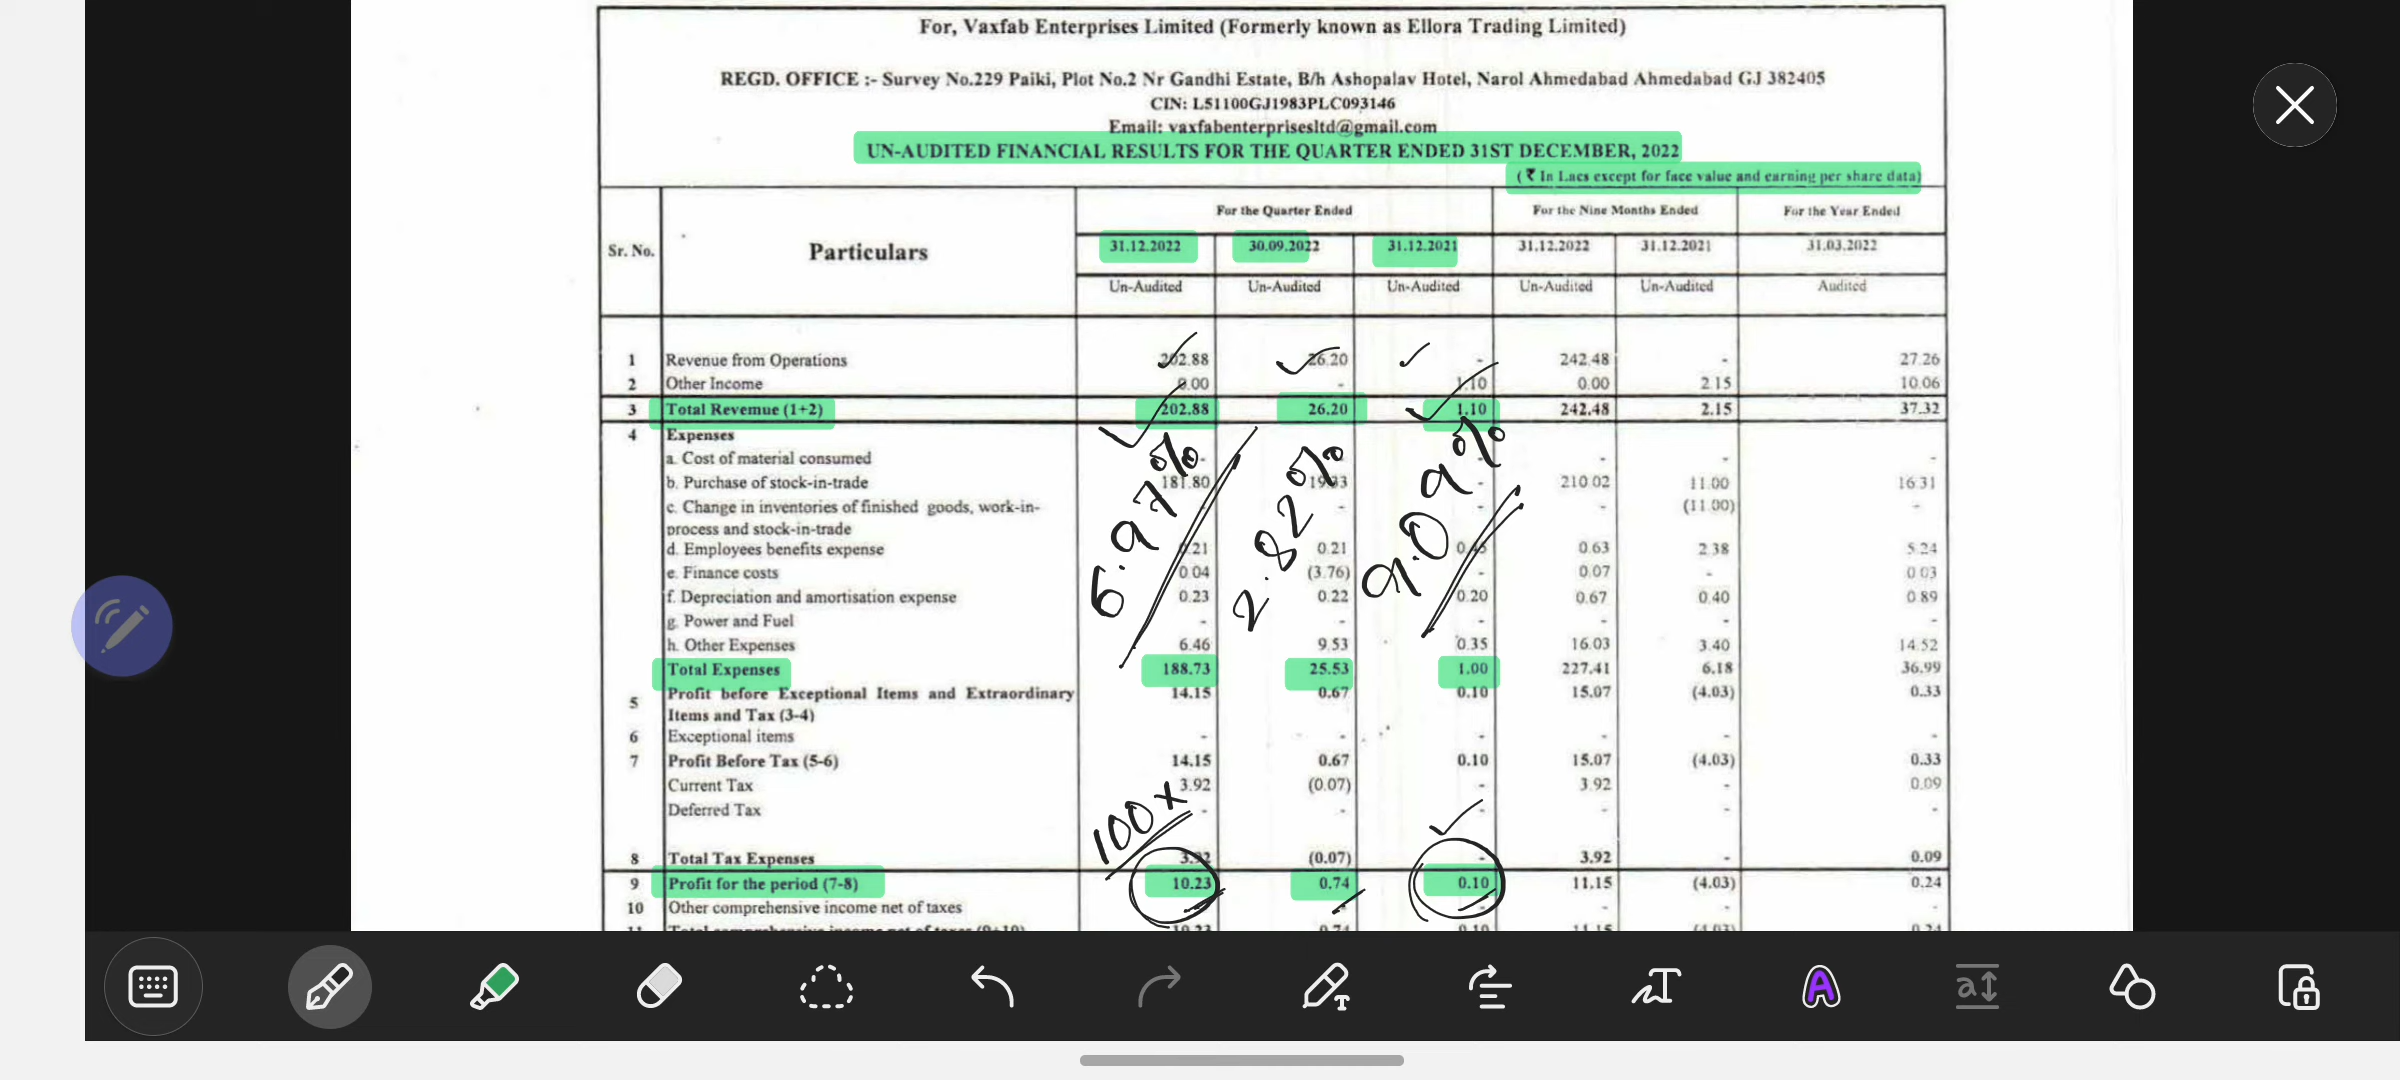 For, Vaxfab Enterprises Limited (Formerly known as Ellora Trading Limited)
REGD. OFFICE :- Survey No.229 Paiki, Plot No.2 Nr Gandhi Estate, B/h Ashopalav Hotel, Narol Ahmedabad Ahmedabad GJ 382405
CIN: L51100GJ1983PLC093146
Email: vaxfabenterprisesltd@gmail.com
UN-AUDITED FINANCIAL RESULTS FOR THE QUARTER ENDED 31ST DECEMBER, 2022
(₹ In Lacs except for face value and earning per share data)
Sr. No. Particulars For the Quarter Ended For the Nine Months Ended For the Year Ended
31.12.2022 30.09.2022 31.12.2021 31.12.2022 31.12.2021 31.03.2022
Un-Audited Un-Audited Un-Audited Un-Audited Un-Audited Audited
1 Revenue from Operations 202.88 26.20 - 242.48 - 27.26
2 Other Income 0.00 - 1.10 0.00 2.15 10.06
3 Total Revemue (1+2) 202.88 26.20 1.10 242.48 2.15 37.32
4 Expenses
a. Cost of material consumed - - - -
b. Purchase of stock-in-trade 181.80 19.33 - 210.02 11.00 16.31
c. Change in inventories of finished goods, work-in-
process and stock-in-trade - - - (11.00) -
d. Employees benefits expense 0.21 0.21 0.45 0.63 2.38 5.24
e. Finance costs 0.04 (3.76) - 0.07 - 0.03
f. Depreciation and amortisation expense 0.23 0.22 0.20 0.67 0.40 0.89
g. Power and Fuel - - - - - -
h. Other Expenses 6.46 9.53 0.35 16.03 3.40 14.52
6.97% 2.82% 9.09%
Total Expenses 188.73 25.53 1.00 227.41 6.18 36.99
5 Profit before Exceptional Items and Extraordinary
Items and Tax (3-4) 14.15 0.67 0.10 15.07 (4.03) 0.33
6 Exceptional items - - - - - -
7 Profit Before Tax (5-6) 14.15 0.67 0.10 15.07 (4.03) 0.33
Current Tax 3.92 (0.07) - 3.92 - 0.09
Deferred Tax - - - - - -
100x
8 Total Tax Expenses 3.92 (0.07) - 3.92 - 0.09
9 Profit for the period (7-8) 10.23 0.74 0.10 11.15 (4.03) 0.24
10 Other comprehensive income net of taxes - - - - - -